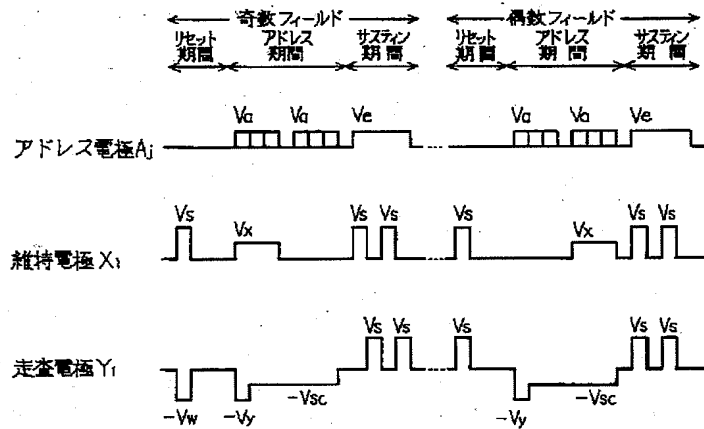 奇数フィールド 偶数フィールド
リセット アドレス サスティン リセット アドレス サスティン
期間 期間 期間 期間 期間 期間
Va Va Ve Va Va Ve
アドレス電極Aj
Vs Vx Vs Vs Vs Vx Vs Vs
維持電極X₁
Vs Vs Vs Vs Vs
走査電極Y₁
-Vw -Vy -Vsc -Vy -Vsc